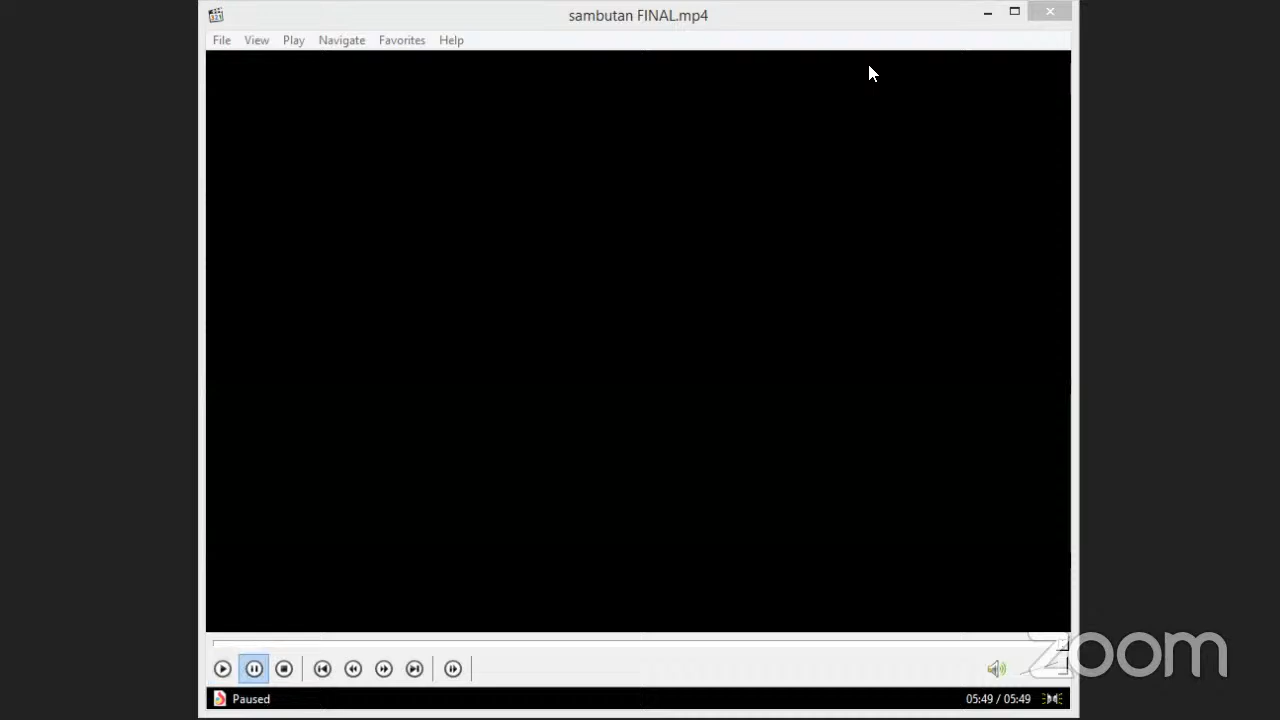 sambutan FINAL.mp4
File View Play Navigate Favorites Help
zoom
Paused 05:49 / 05:49